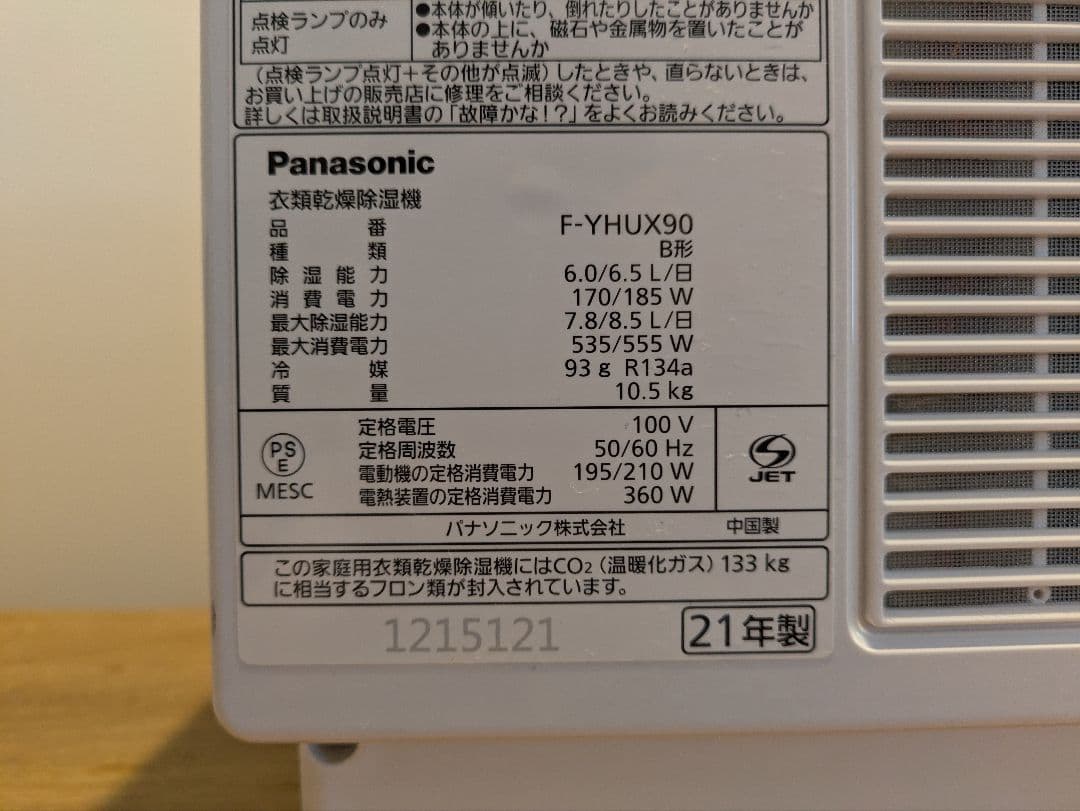 点検ランプのみ
点灯
●本体が傾いたり、倒れたりしたことがありませんか
●本体の上に、磁石や金属物を置いたことが
ありませんか
（点検ランプ点灯＋その他が点滅）したときや、直らないときは、
お買い上げの販売店に修理をご相談ください。
詳しくは取扱説明書の「故障かな！？」をよくお読みください。
Panasonic
衣類乾燥除湿機
品番 F-YHUX90
種類 B形
除湿能力 6.0/6.5 L/日
消費電力 170/185 W
最大除湿能力 7.8/8.5 L/日
最大消費電力 535/555 W
冷媒 93 g R134a
質量 10.5 kg
PS
E
MESC
定格電圧 100 V
定格周波数 50/60 Hz
電動機の定格消費電力 195/210 W
電熱装置の定格消費電力 360 W
S
JET
パナソニック株式会社 中国製
この家庭用衣類乾燥除湿機にはCO₂（温暖化ガス）133 kg
に相当するフロン類が封入されています。
1215121 21年製